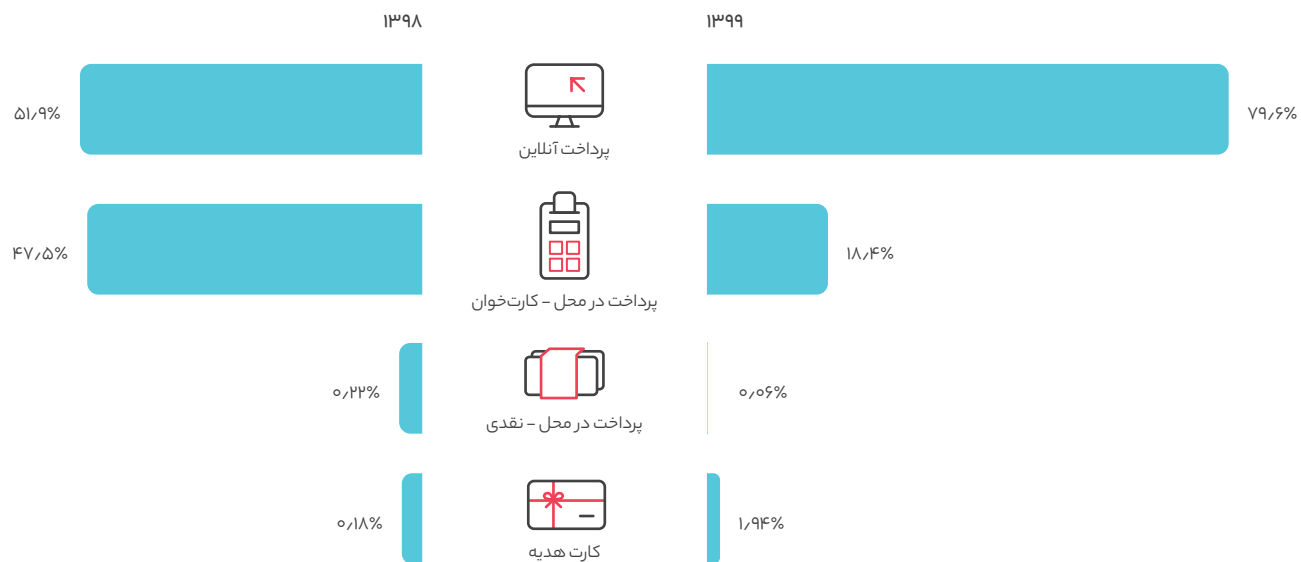 ۱۳۹۹
۱۳۹۸
۷۹٫۶%
پرداخت آنلاین
۵۱٫۹%
۱۸٫۴%
پرداخت در محل – کارت‌خوان
۴۷٫۵%
۰٫۰۶%
پرداخت در محل – نقدی
۰٫۲۲%
۱٫۹۴%
کارت هدیه
۰٫۱۸%